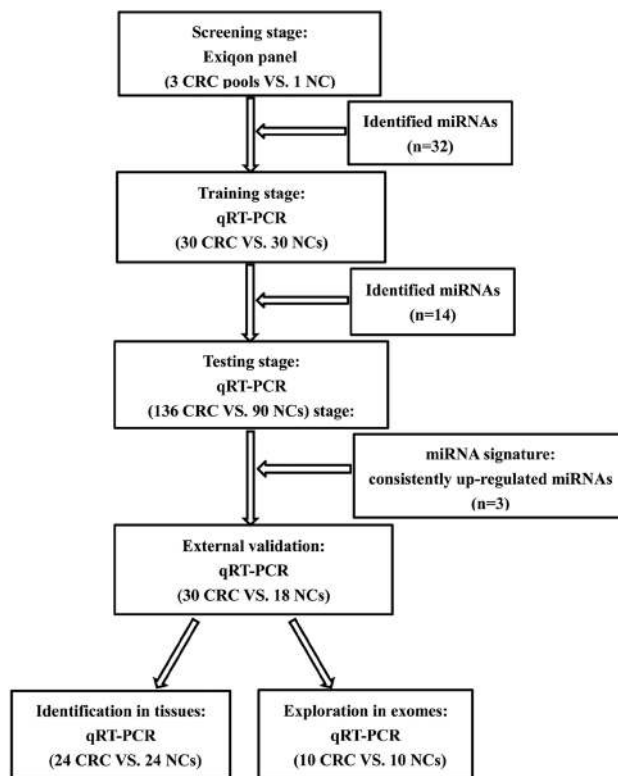 Screening stage:
Exiqon panel
(3 CRC pools VS. 1 NC)
Identified miRNAs
(n=32)
Training stage:
qRT-PCR
(30 CRC VS. 30 NCs)
Identified miRNAs
(n=14)
Testing stage:
qRT-PCR
(136 CRC VS. 90 NCs) stage:
miRNA signature:
consistently up-regulated miRNAs
(n=3)
External validation:
qRT-PCR
(30 CRC VS. 18 NCs)
Identification in tissues:
qRT-PCR
(24 CRC VS. 24 NCs)
Exploration in exomes:
qRT-PCR
(10 CRC VS. 10 NCs)